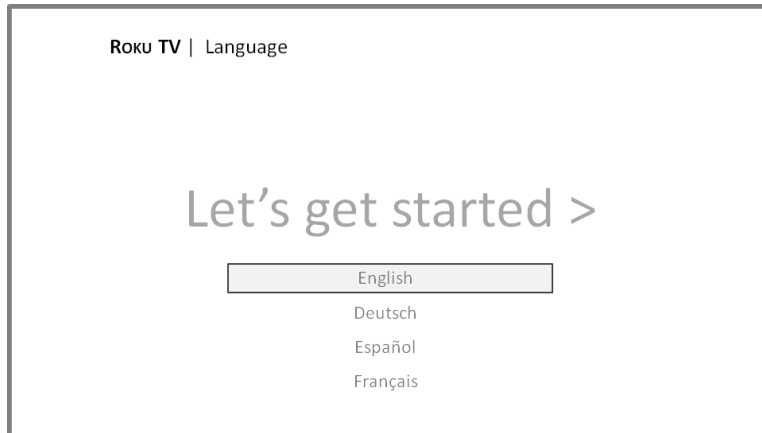 Roku TV | Language
Let’s get started >
English
Deutsch
Español
Français